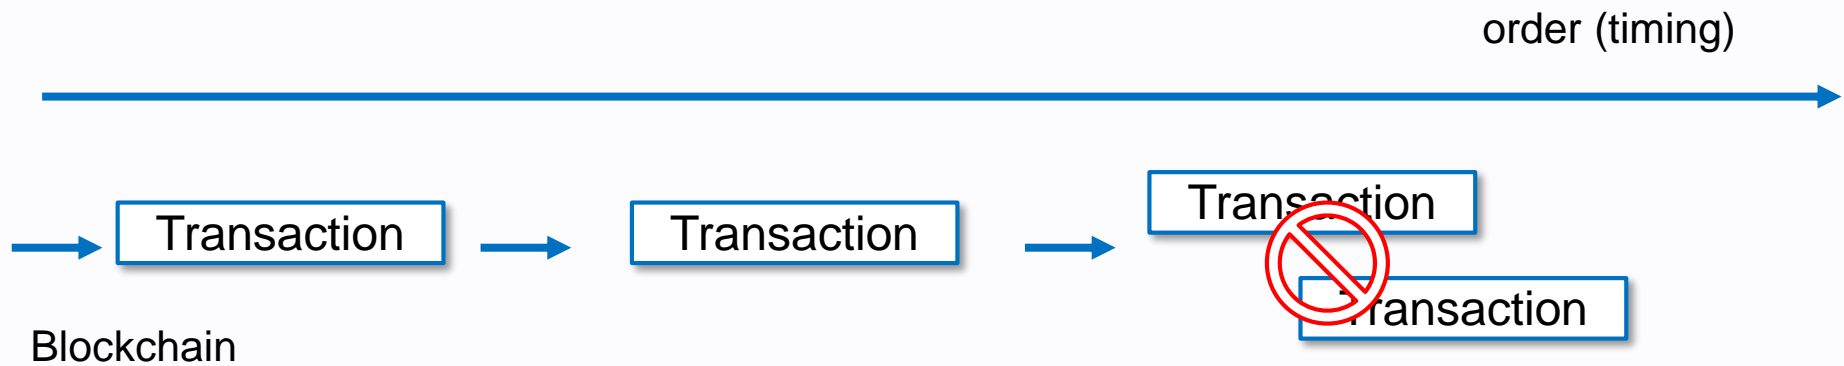 order (timing)
Transaction
Transaction
Transaction
Transaction
Blockchain